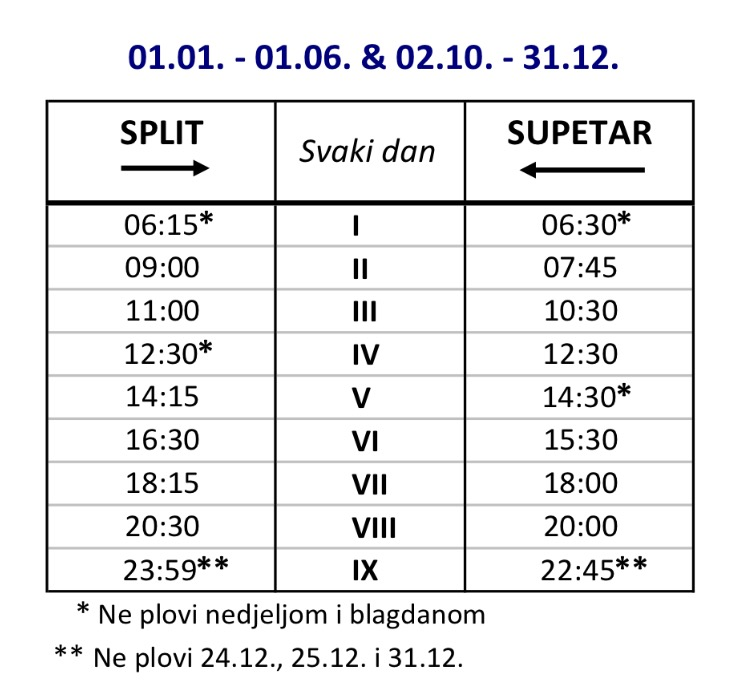 01.01. - 01.06. & 02.10. - 31.12.
SPLIT Svaki dan SUPETAR
06:15* I 06:30*
09:00 II 07:45
11:00 III 10:30
12:30* IV 12:30
14:15 V 14:30*
16:30 VI 15:30
18:15 VII 18:00
20:30 VIII 20:00
23:59** IX 22:45**
* Ne plovi nedjeljom i blagdanom
** Ne plovi 24.12., 25.12. i 31.12.